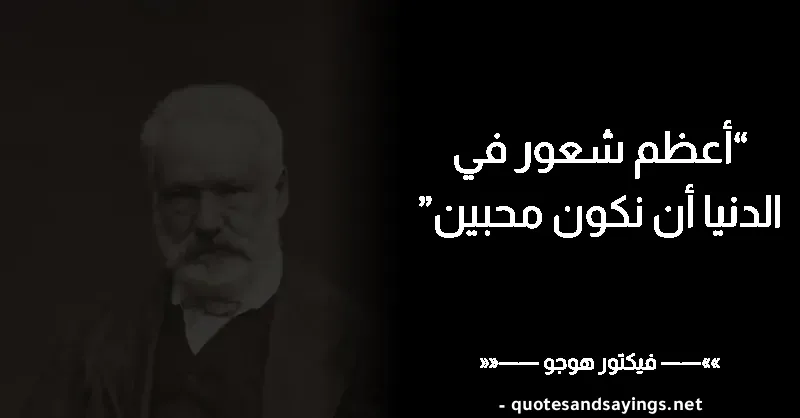 “أعظم شعور في
الدنيا أن نكون محبين”
««—— فيكتور هوجو ——»»
- quotesandsayings.net